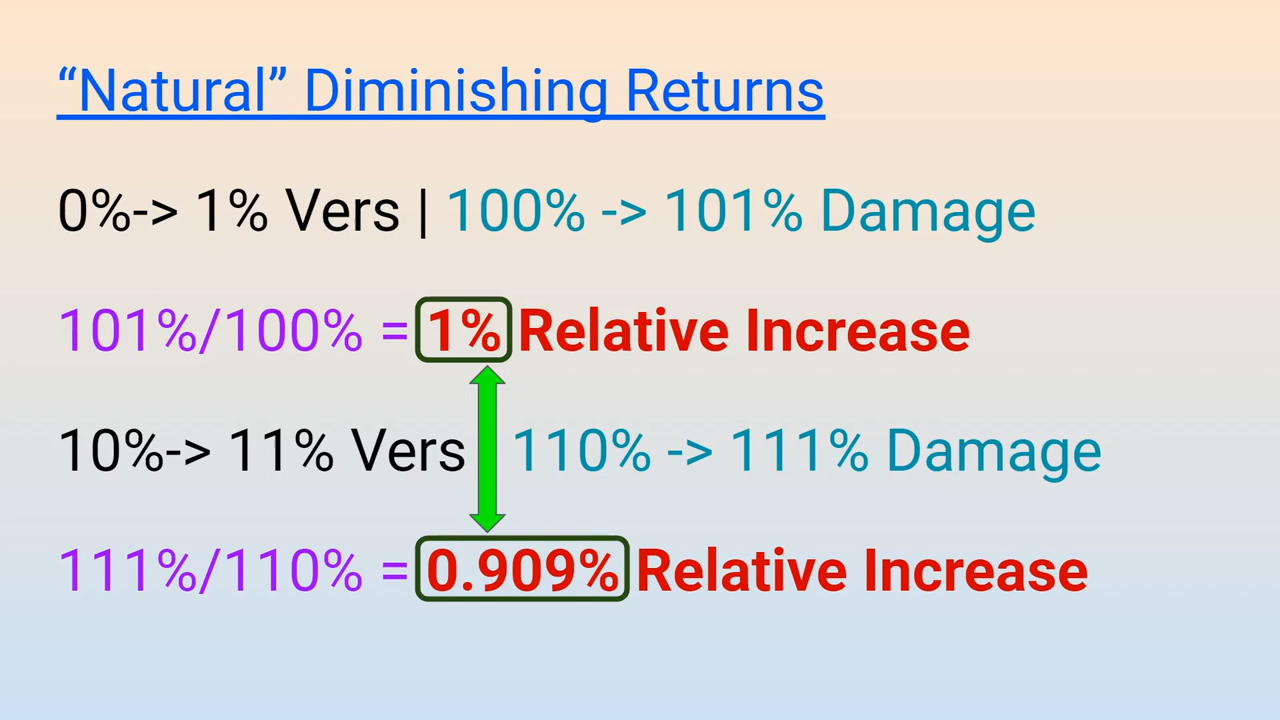 “Natural” Diminishing Returns
0%-> 1% Vers | 100% -> 101% Damage
101%/100% = 1% Relative Increase
10%-> 11% Vers 110% -> 111% Damage
111%/110% = 0.909% Relative Increase